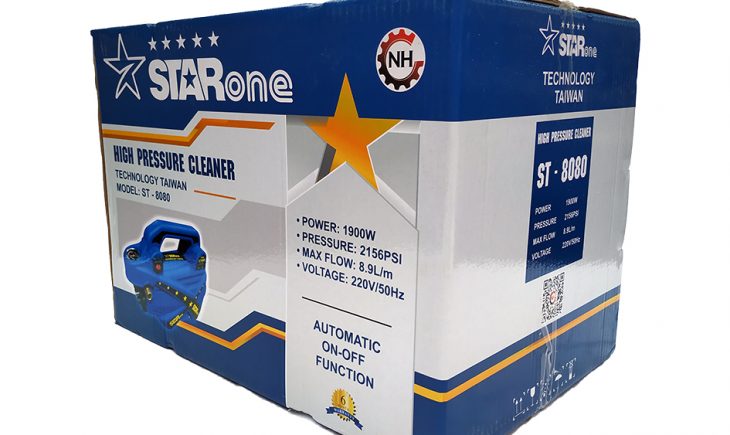 STARone
NH
HIGH PRESSURE CLEANER
TECHNOLOGY TAIWAN
MODEL: ST - 8080
• POWER: 1900W
• PRESSURE: 2156PSI
• MAX FLOW: 8.9L/m
• VOLTAGE: 220V/50Hz
AUTOMATIC
ON-OFF
FUNCTION
6
STARone
TECHNOLOGY
TAIWAN
HIGH PRESSURE CLEANER
ST - 8080
POWER 1900W
PRESSURE 2156PSI
MAX FLOW 8.9L/m
VOLTAGE 220V/50Hz